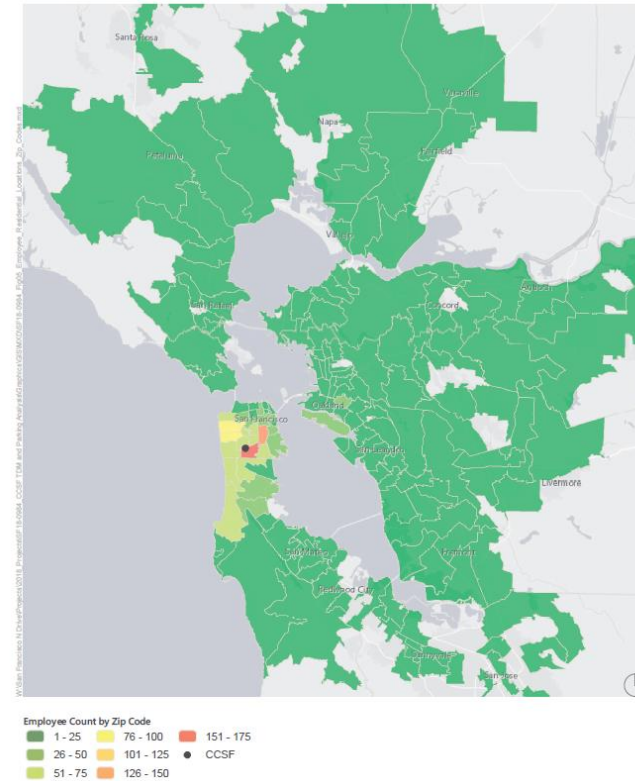 Santa Rosa
Vacaville
Napa
Fairfield
Petaluma
Vallejo
Antioch
San Rafael
Concord
Oakland
San Francisco
San Leandro
Livermore
San Mateo
Fremont
Redwood City
Sunnyvale
San Jose
Employee Count by Zip Code
1 - 25
76 - 100
151 - 175
26 - 50
101 - 125
CCSF
51 - 75
126 - 150